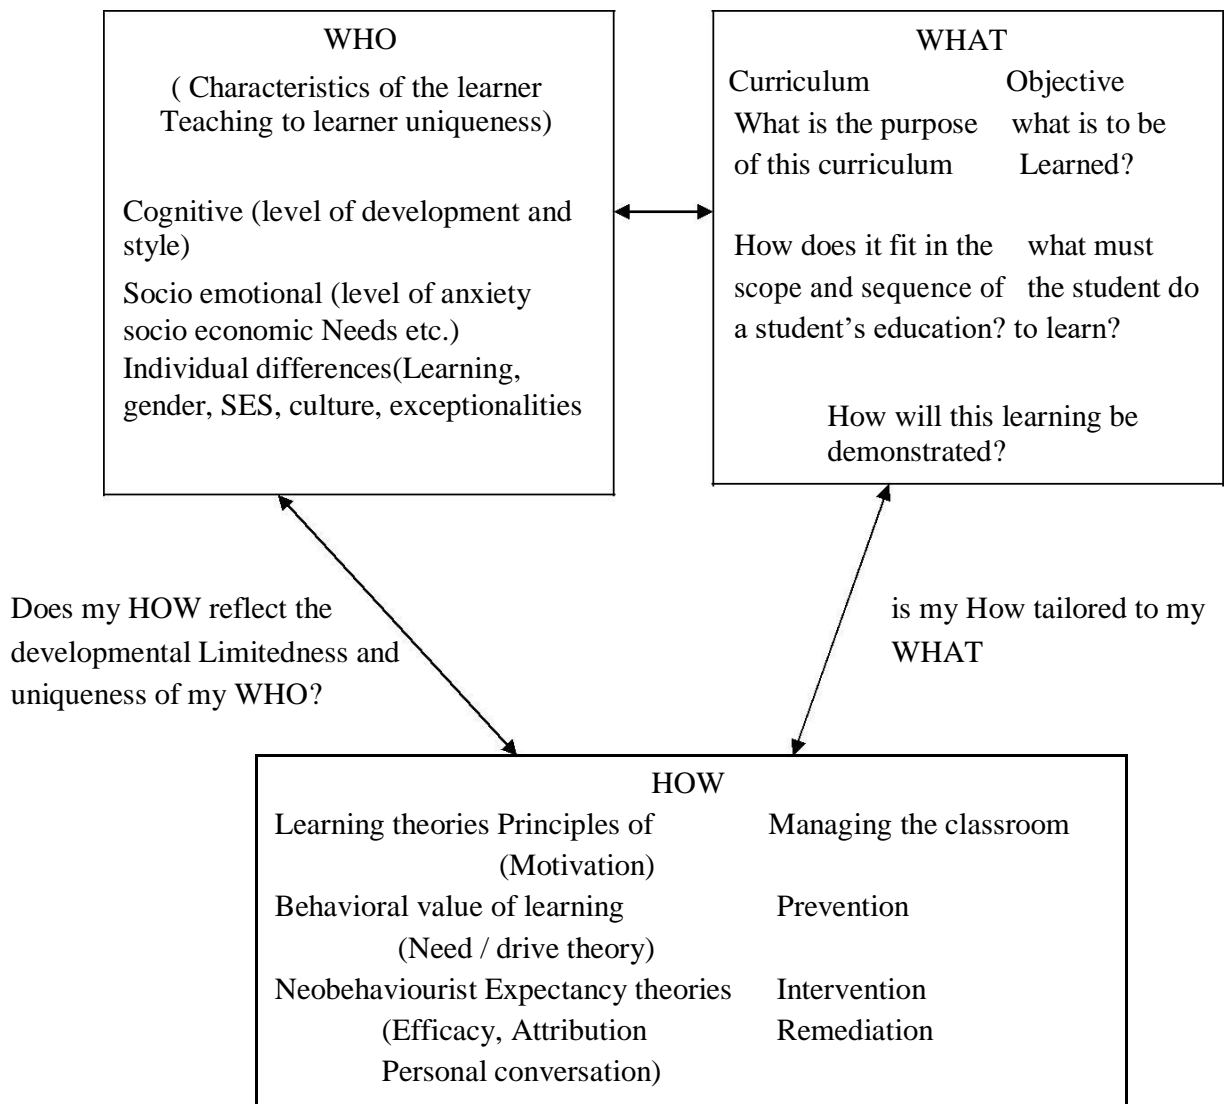 WHO
( Characteristics of the learner
Teaching to learner uniqueness)
Cognitive (level of development and
style)
Socio emotional (level of anxiety
socio economic Needs etc.)
Individual differences(Learning,
gender, SES, culture, exceptionalities
WHAT
Curriculum Objective
What is the purpose what is to be
of this curriculum Learned?
How does it fit in the what must
scope and sequence of the student do
a student’s education? to learn?
How will this learning be
demonstrated?
Does my HOW reflect the
developmental Limitedness and
uniqueness of my WHO?
is my How tailored to my
WHAT
HOW
Learning theories Principles of Managing the classroom
(Motivation)
Behavioral value of learning Prevention
(Need / drive theory)
Neobehaviourist Expectancy theories Intervention
(Efficacy, Attribution Remediation
Personal conversation)